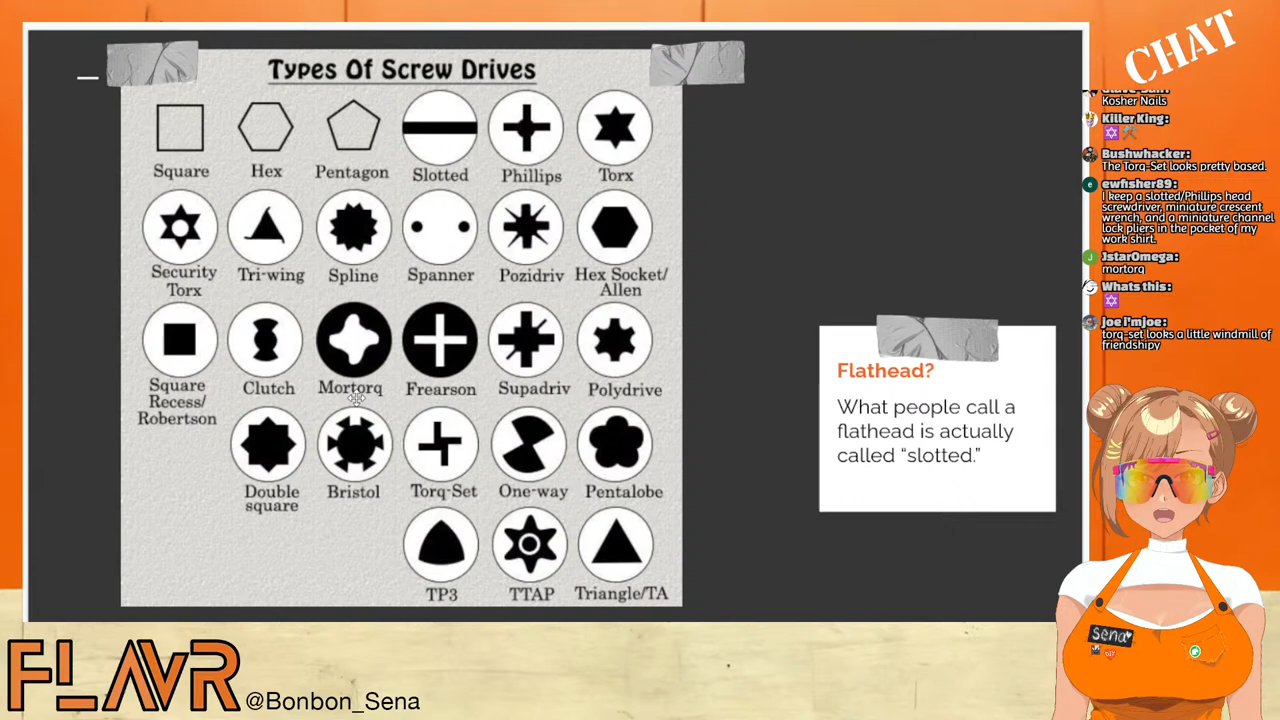 CHAT
Types Of Screw Drives
Square
Hex
Pentagon
Slotted
Phillips
Torx
Security
Torx
Tri-wing
Spline
Spanner
Pozidriv
Hex Socket/
Allen
Square
Recess/
Robertson
Clutch
Mortorq
Frearson
Supadriv
Polydrive
Double
square
Bristol
Torq-Set
One-way
Pentalobe
TP3
TTAP
Triangle/TA
Flathead?
What people call a
flathead is actually
called “slotted.”
Kosher Nails
Killer King:
Bushwhacker:
The Torq-Set looks pretty based.
ewfisher89:
I keep a slotted/Phillips head
screwdriver, miniature crescent
wrench, and a miniature channel
lock pliers in the pocket of my
work shirt.
JstarOmega:
mortorq
Whats this:
joe i'mjoe:
torq-set looks a little windmill of
friendshipy
sena
FLAVR
@Bonbon_Sena